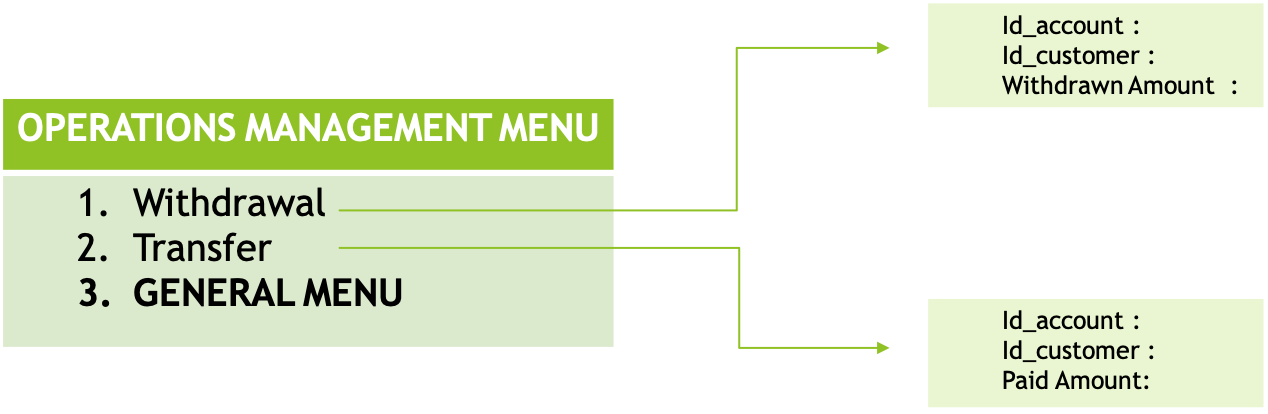 OPERATIONS MANAGEMENT MENU
1. Withdrawal
2. Transfer
3. GENERAL MENU
Id_account :
Id_customer :
Withdrawn Amount :
Id_account :
Id_customer :
Paid Amount: